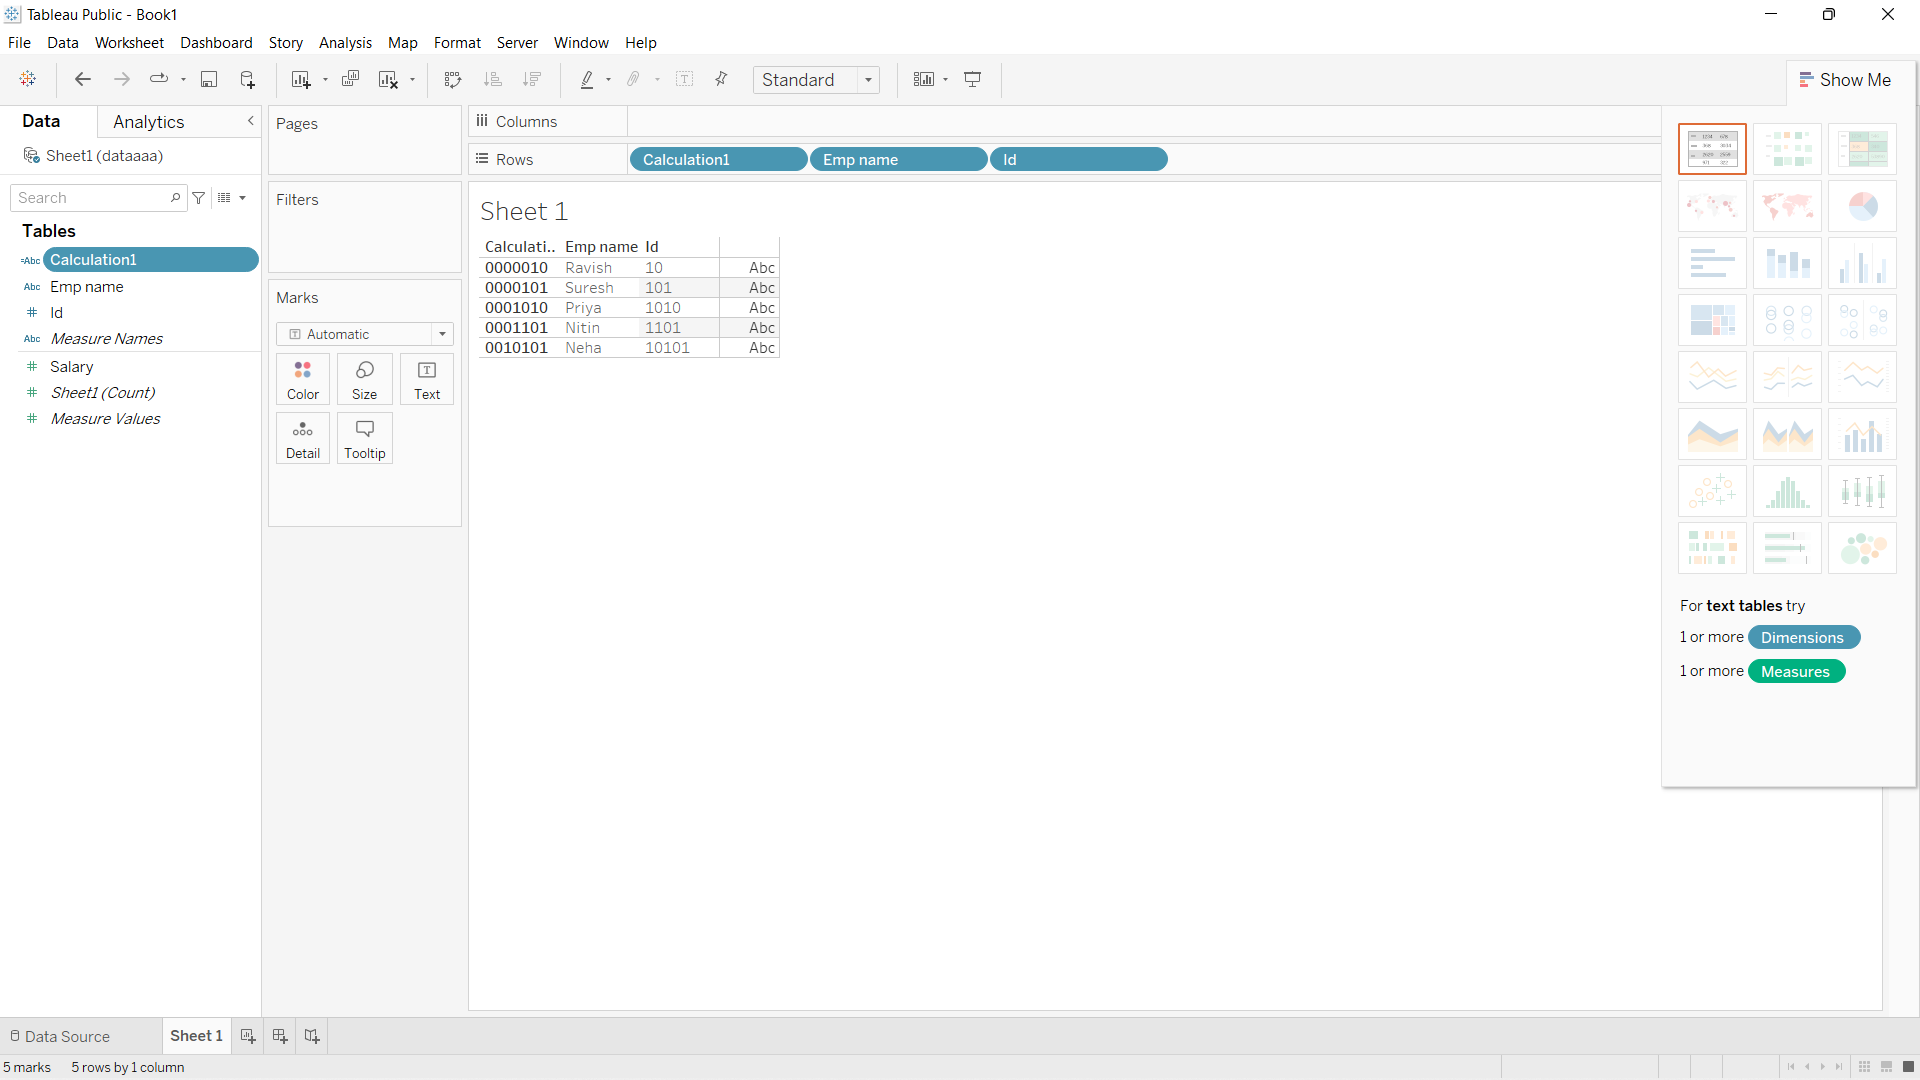 Tableau Public - Book1
File Data Worksheet Dashboard Story Analysis Map Format Server Window Help
Standard
Show Me
Data Analytics
Sheet1 (dataaaa)
Search
Tables
=Abc Calculation1
Abc Emp name
# Id
Abc Measure Names
# Salary
# Sheet1 (Count)
# Measure Values
Pages
Filters
Marks
Automatic
Color Size Text
Detail Tooltip
Columns
Rows Calculation1 Emp name Id
Sheet 1
Calculati.. Emp name Id
0000010 Ravish 10 Abc
0000101 Suresh 101 Abc
0001010 Priya 1010 Abc
0001101 Nitin 1101 Abc
0010101 Neha 10101 Abc
For text tables try
1 or more Dimensions
1 or more Measures
Data Source Sheet 1
5 marks 5 rows by 1 column